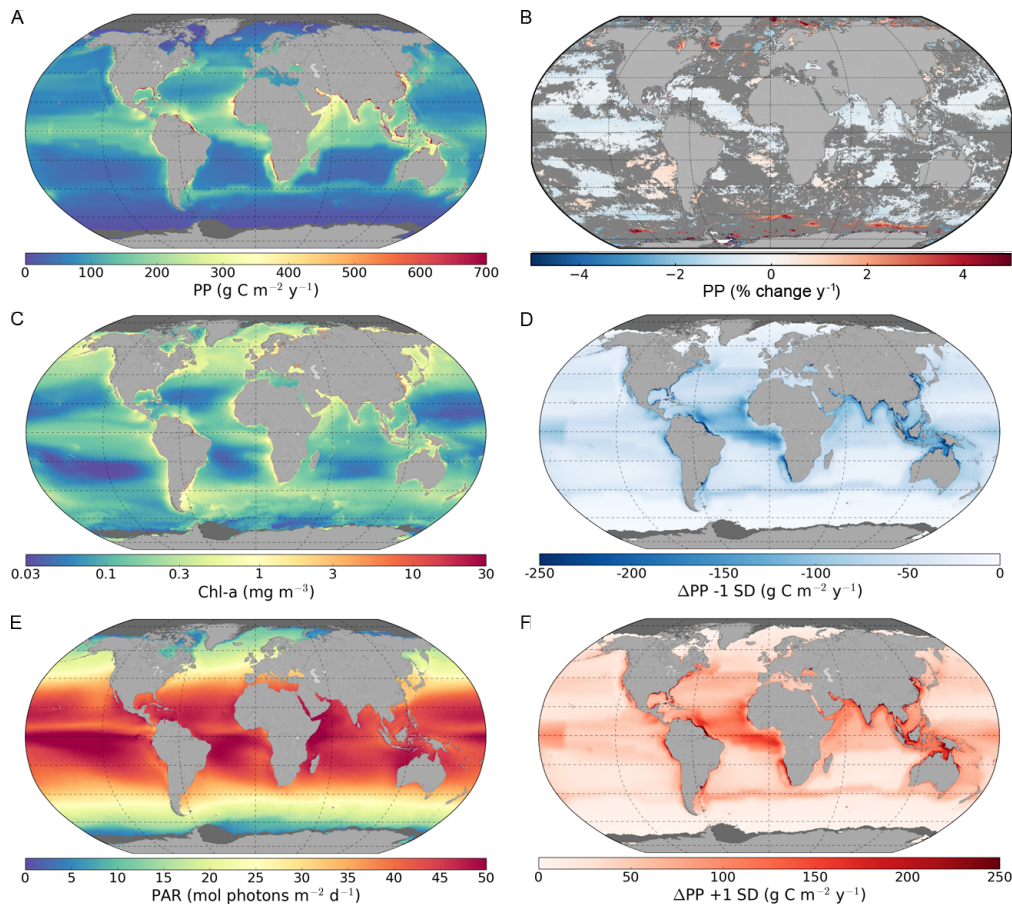 A
B
0 100 200 300 400 500 600 700
PP (g C m⁻² y⁻¹)
-4 -2 0 2 4
PP (% change y⁻¹)
C
D
0.03 0.1 0.3 1 3 10 30
Chl-a (mg m⁻³)
-250 -200 -150 -100 -50 0
ΔPP -1 SD (g C m⁻² y⁻¹)
E
F
0 5 10 15 20 25 30 35 40 45 50
PAR (mol photons m⁻² d⁻¹)
0 50 100 150 200 250
ΔPP +1 SD (g C m⁻² y⁻¹)